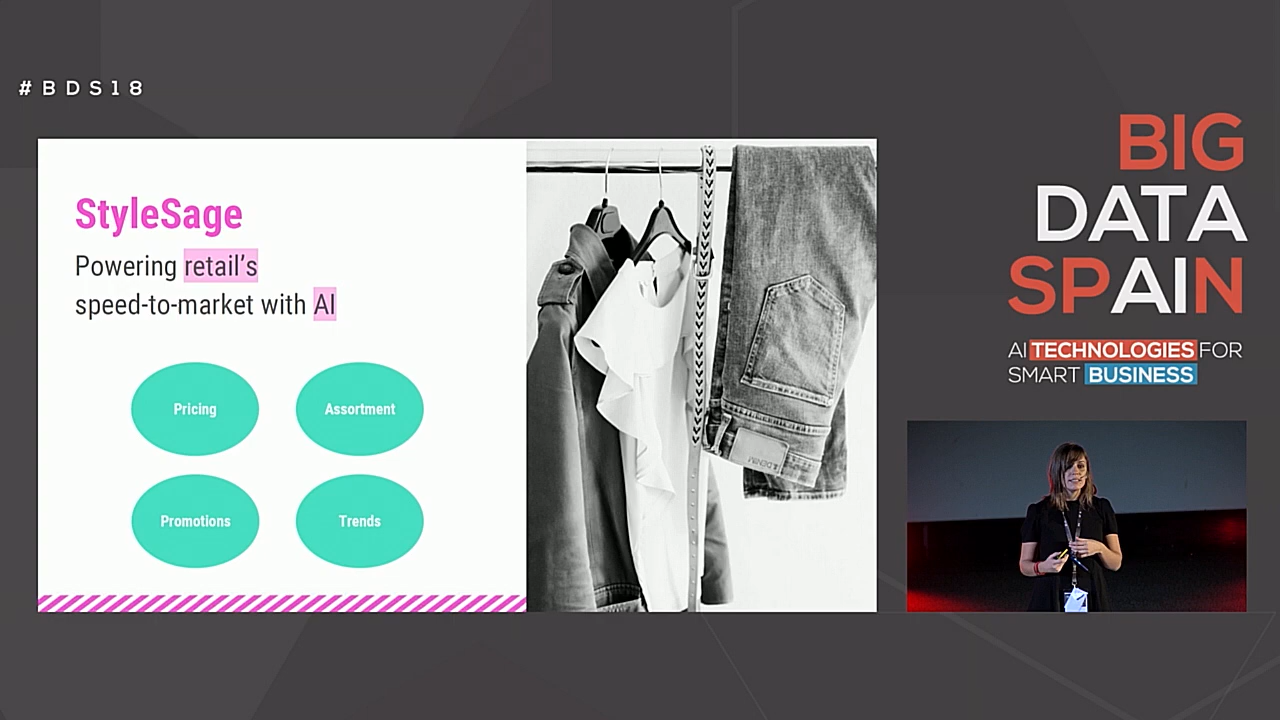 #BDS18
StyleSage
Powering retail's
speed-to-market with AI
Pricing
Assortment
Promotions
Trends
BIG
DATA
SPAIN
AI TECHNOLOGIES FOR
SMART BUSINESS